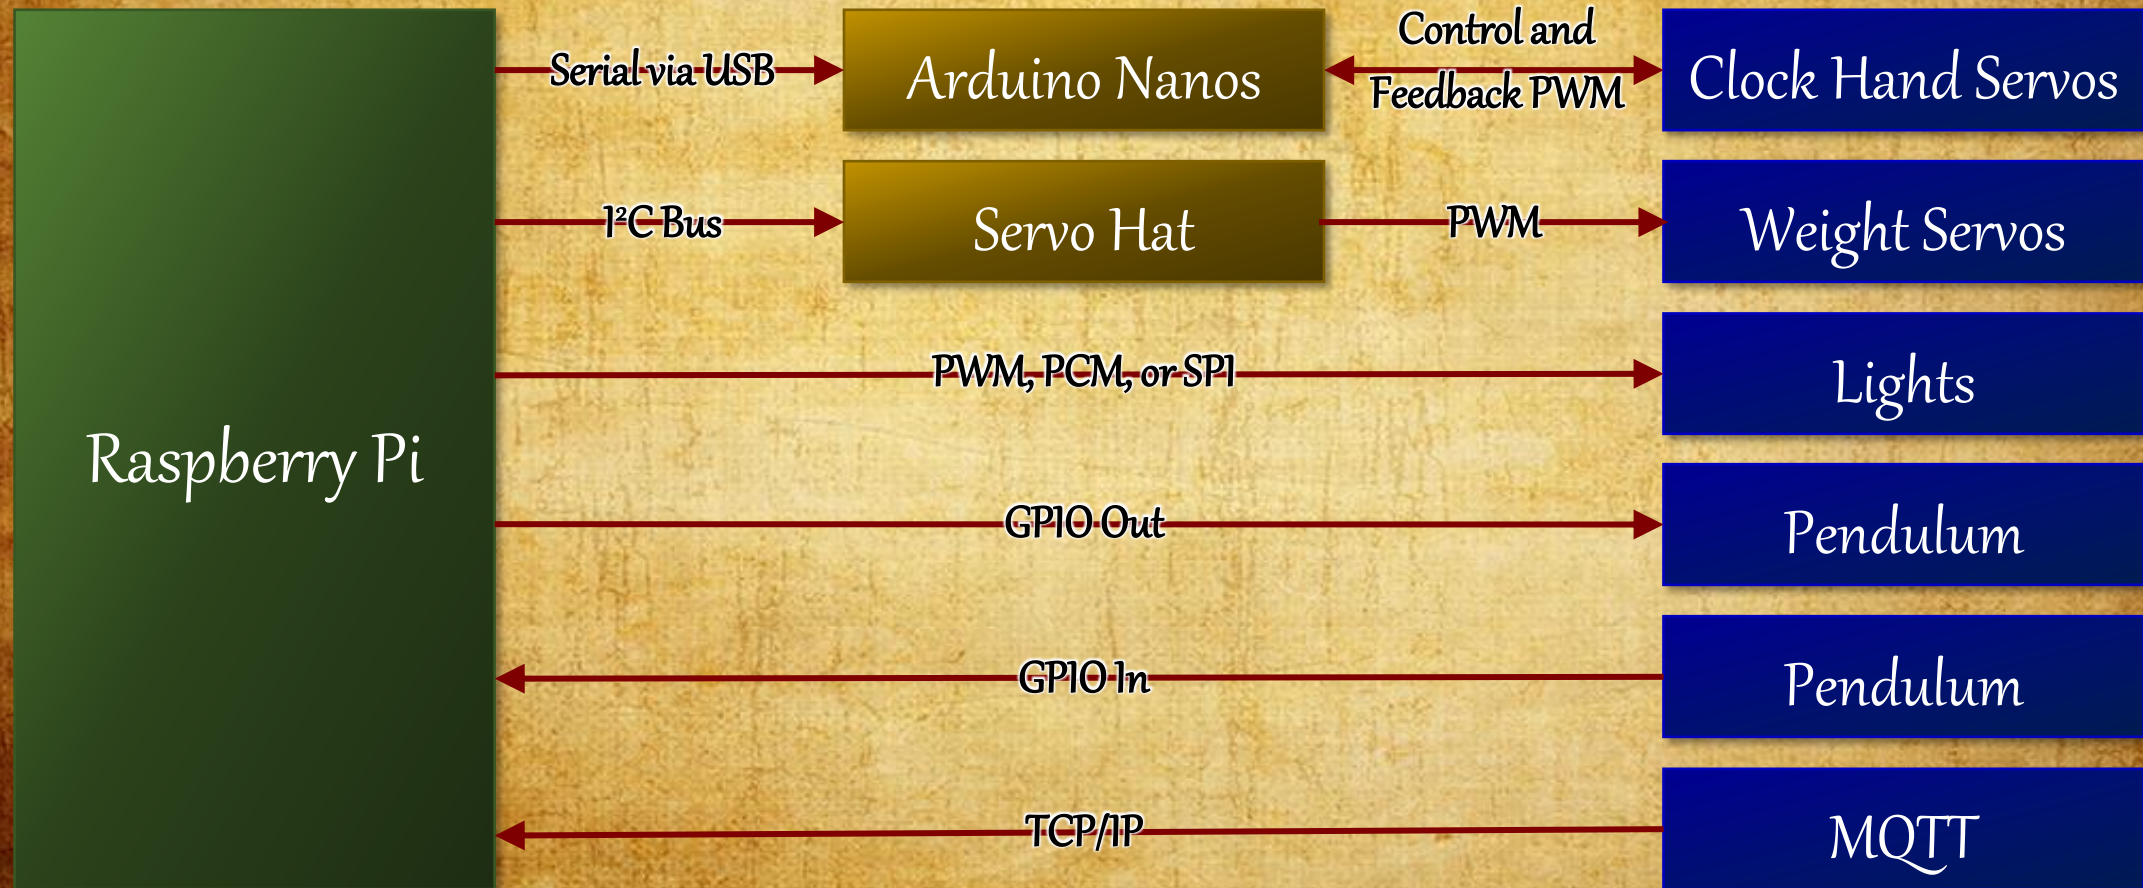 Raspberry Pi
Serial via USB
Arduino Nanos
Control and
Feedback PWM
Clock Hand Servos
I²C Bus
Servo Hat
PWM
Weight Servos
PWM, PCM, or SPI
Lights
GPIO Out
Pendulum
GPIO In
Pendulum
TCP/IP
MQTT